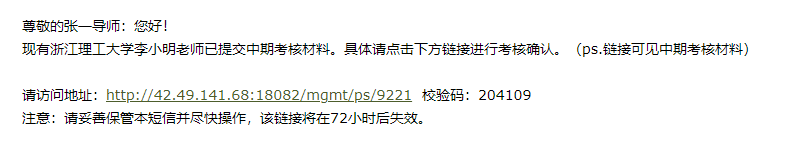 尊敬的张一导师：您好！
现有浙江理工大学李小明老师已提交中期考核材料。具体请点击下方链接进行考核确认。（ps.链接可见中期考核材料）
请访问地址：http://42.49.141.68:18082/mgmt/ps/9221 校验码：204109
注意：请妥善保管本短信并尽快操作，该链接将在72小时后失效。